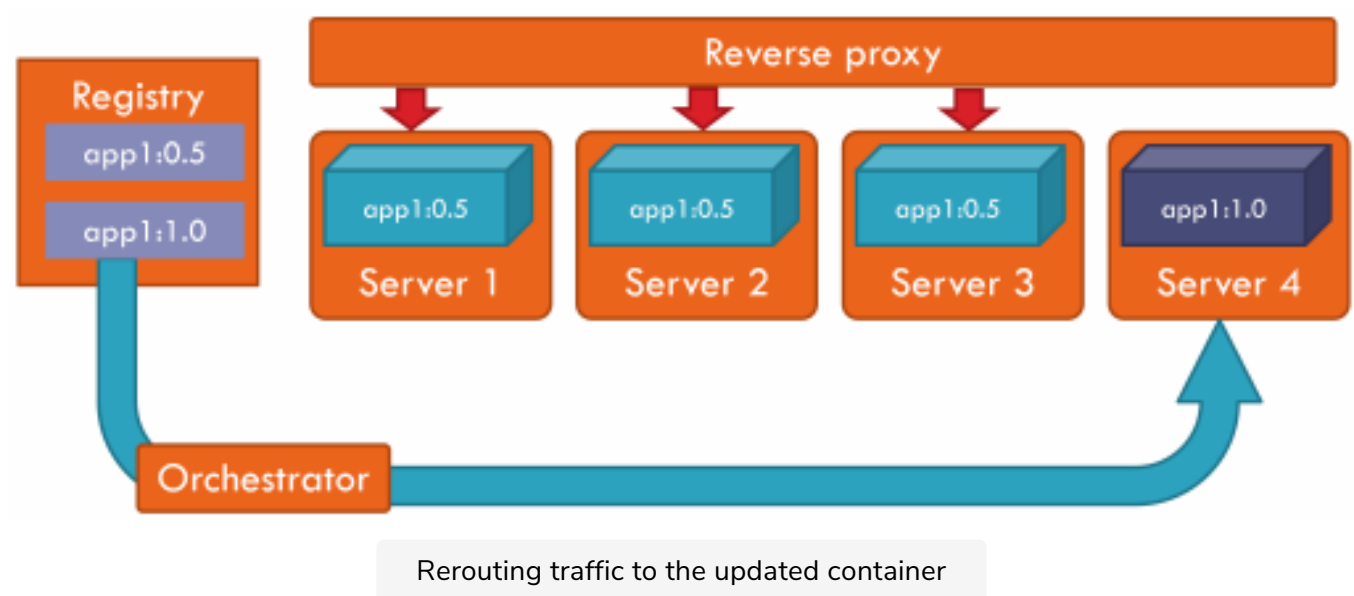 Reverse proxy
Registry
app1:0.5
app1:1.0
app1:0.5
Server 1
app1:0.5
Server 2
app1:0.5
Server 3
app1:1.0
Server 4
Orchestrator
Rerouting traffic to the updated container